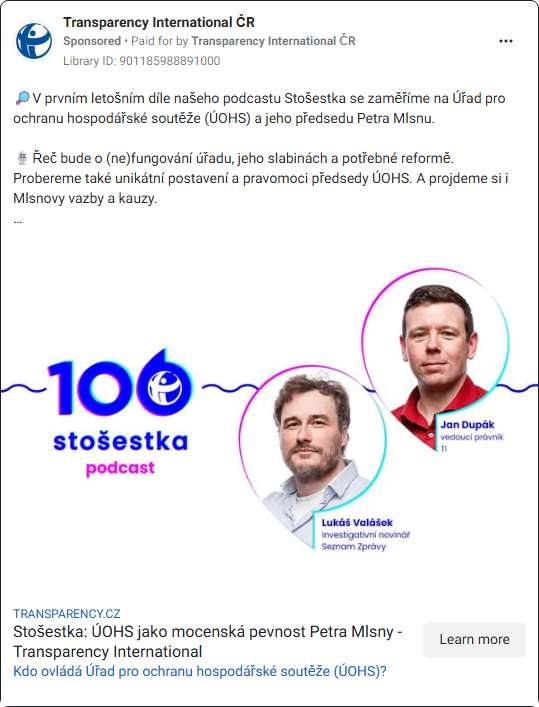 Transparency International ČR
Sponsored • Paid for by Transparency International ČR
Library ID: 901185988891000
🔎V prvním letošním díle našeho podcastu Stošestka se zaměříme na Úřad pro
ochranu hospodářské soutěže (ÚOHS) a jeho předsedu Petra Mlsnu.
🎙️Řeč bude o (ne)fungování úřadu, jeho slabinách a potřebné reformě.
Probereme také unikátní postavení a pravomoci předsedy ÚOHS. A projdeme si i
Mlsnovy vazby a kauzy.
...
106
stošestka
podcast
Jan Dupák
vedoucí právník
TI
Lukáš Valášek
investigativní novinář
Seznam Zprávy
TRANSPARENCY.CZ
Stošestka: ÚOHS jako mocenská pevnost Petra Mlsny -
Transparency International
Kdo ovládá Úřad pro ochranu hospodářské soutěže (ÚOHS)?
Learn more